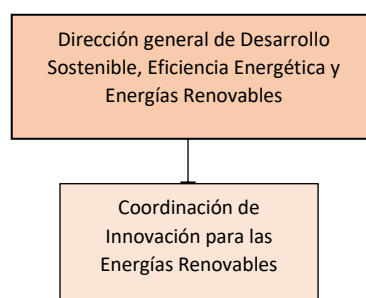 Dirección general de Desarrollo
Sostenible, Eficiencia Energética y
Energías Renovables
Coordinación de
Innovación para las
Energías Renovables